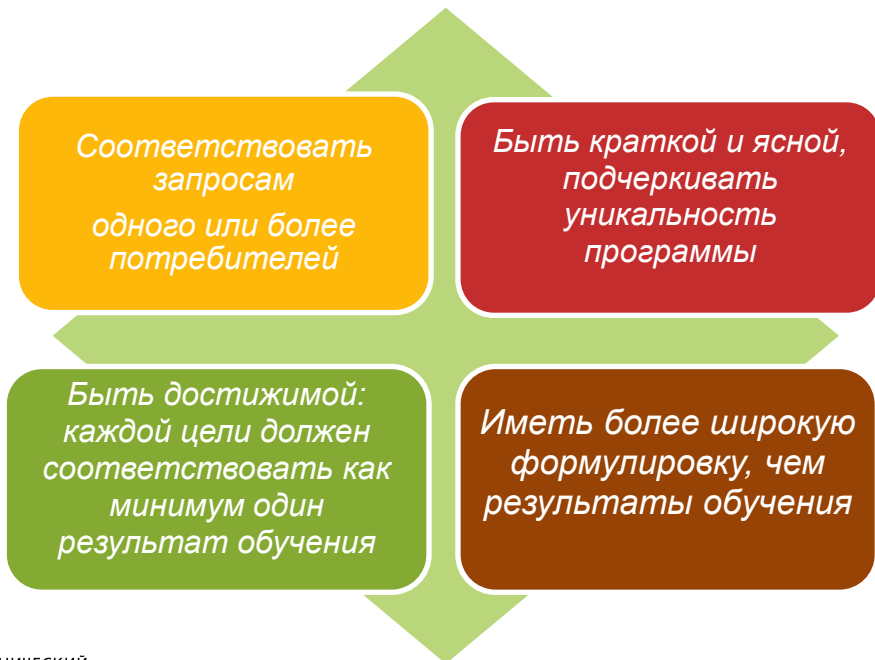 Соответствовать
запросам
одного или более
потребителей
Быть краткой и ясной,
подчеркивать
уникальность
программы
Быть достижимой:
каждой цели должен
соответствовать как
минимум один
результат обучения
Иметь более широкую
формулировку, чем
результаты обучения